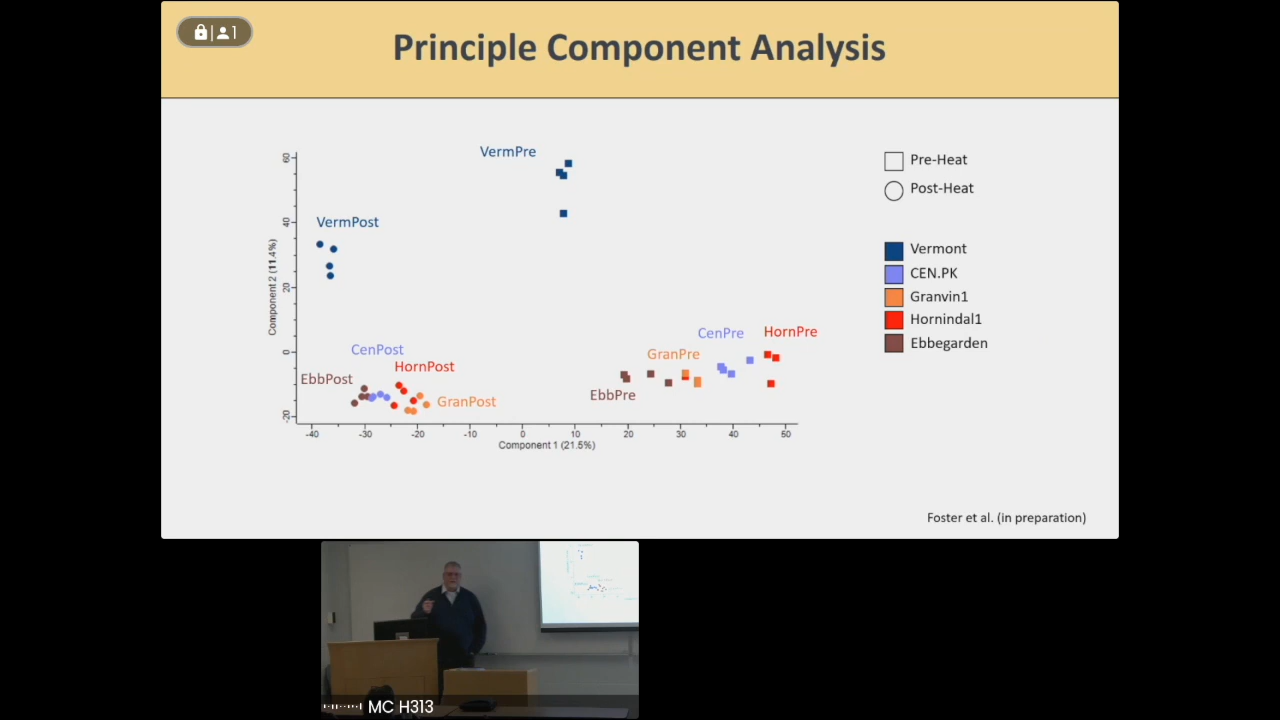 1
Principle Component Analysis
VermPre
VermPost
CenPost
HornPost
EbbPost
GranPost
CenPre
HornPre
GranPre
EbbPre
60
40
20
0
-20
Component 2 (11.4%)
-40 -30 -20 -10 0 10 20 30 40 50
Component 1 (21.5%)
Pre-Heat
Post-Heat
Vermont
CEN.PK
Granvin1
Hornindal1
Ebbegarden
Foster et al. (in preparation)
MC H313